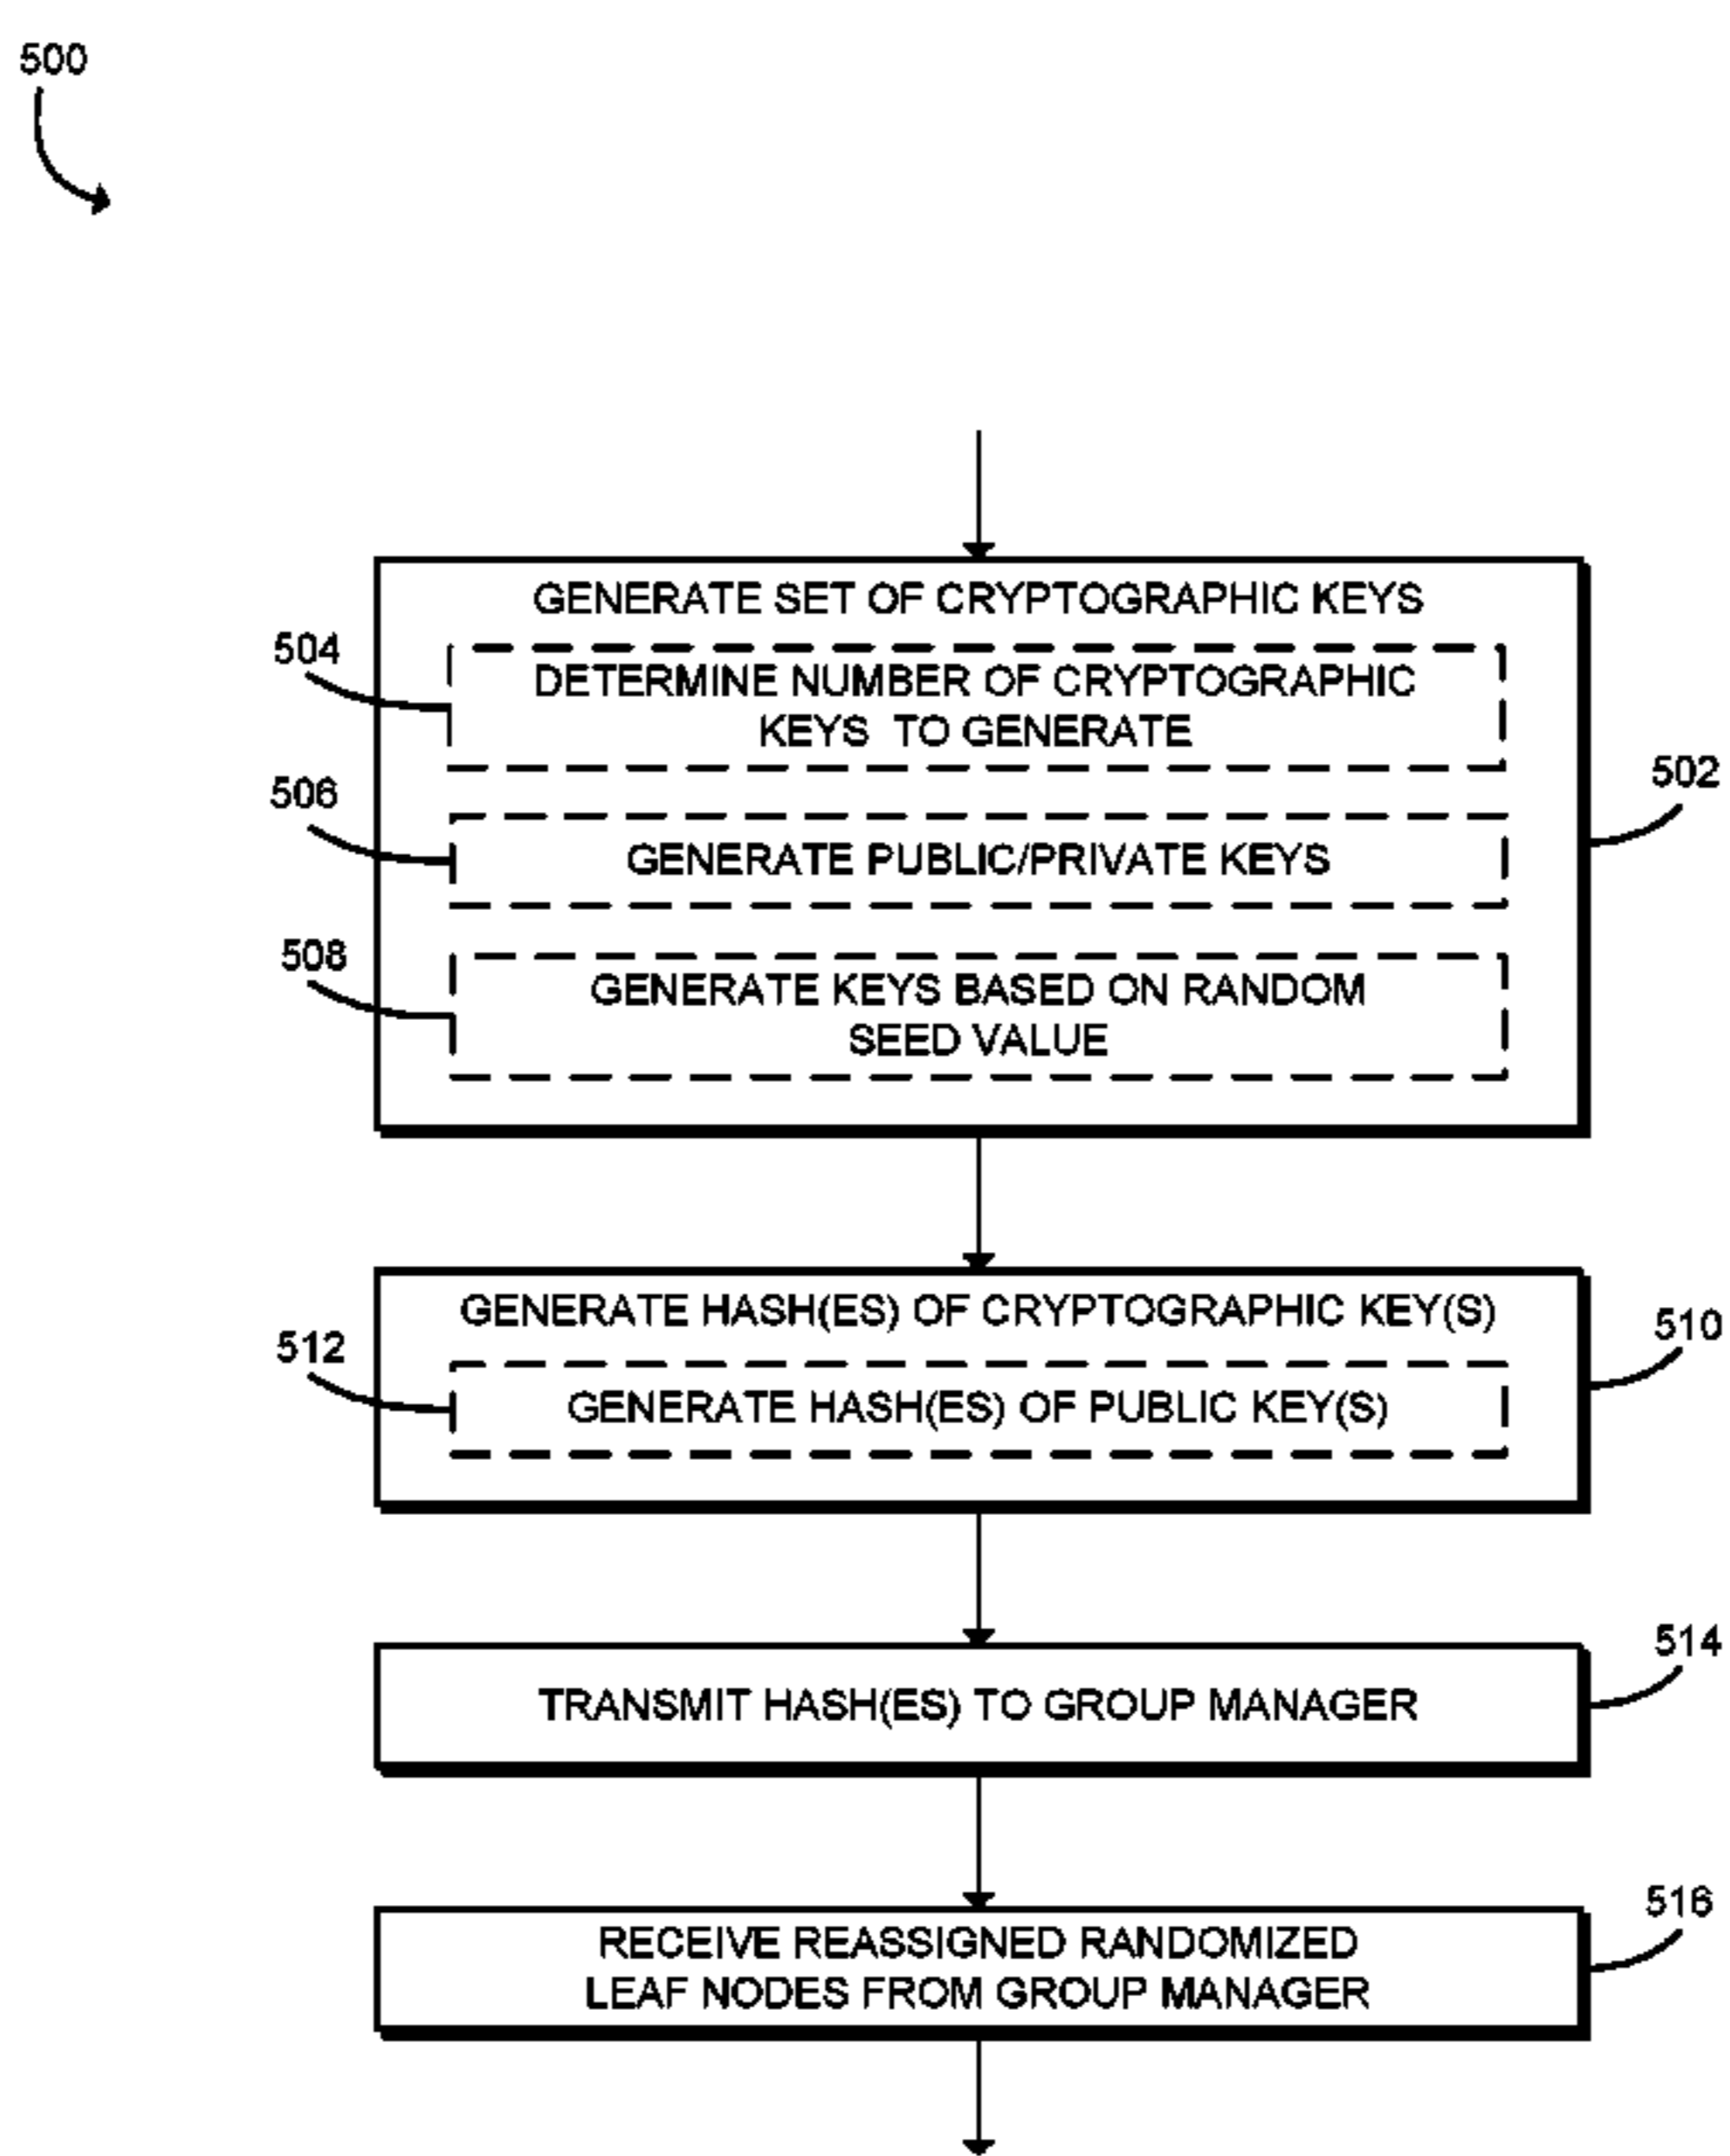 500
GENERATE SET OF CRYPTOGRAPHIC KEYS
504
DETERMINE NUMBER OF CRYPTOGRAPHIC
KEYS TO GENERATE
502
506
GENERATE PUBLIC/PRIVATE KEYS
508
GENERATE KEYS BASED ON RANDOM
SEED VALUE
GENERATE HASH(ES) OF CRYPTOGRAPHIC KEY(S)
510
512
GENERATE HASH(ES) OF PUBLIC KEY(S)
514
TRANSMIT HASH(ES) TO GROUP MANAGER
516
RECEIVE REASSIGNED RANDOMIZED
LEAF NODES FROM GROUP MANAGER